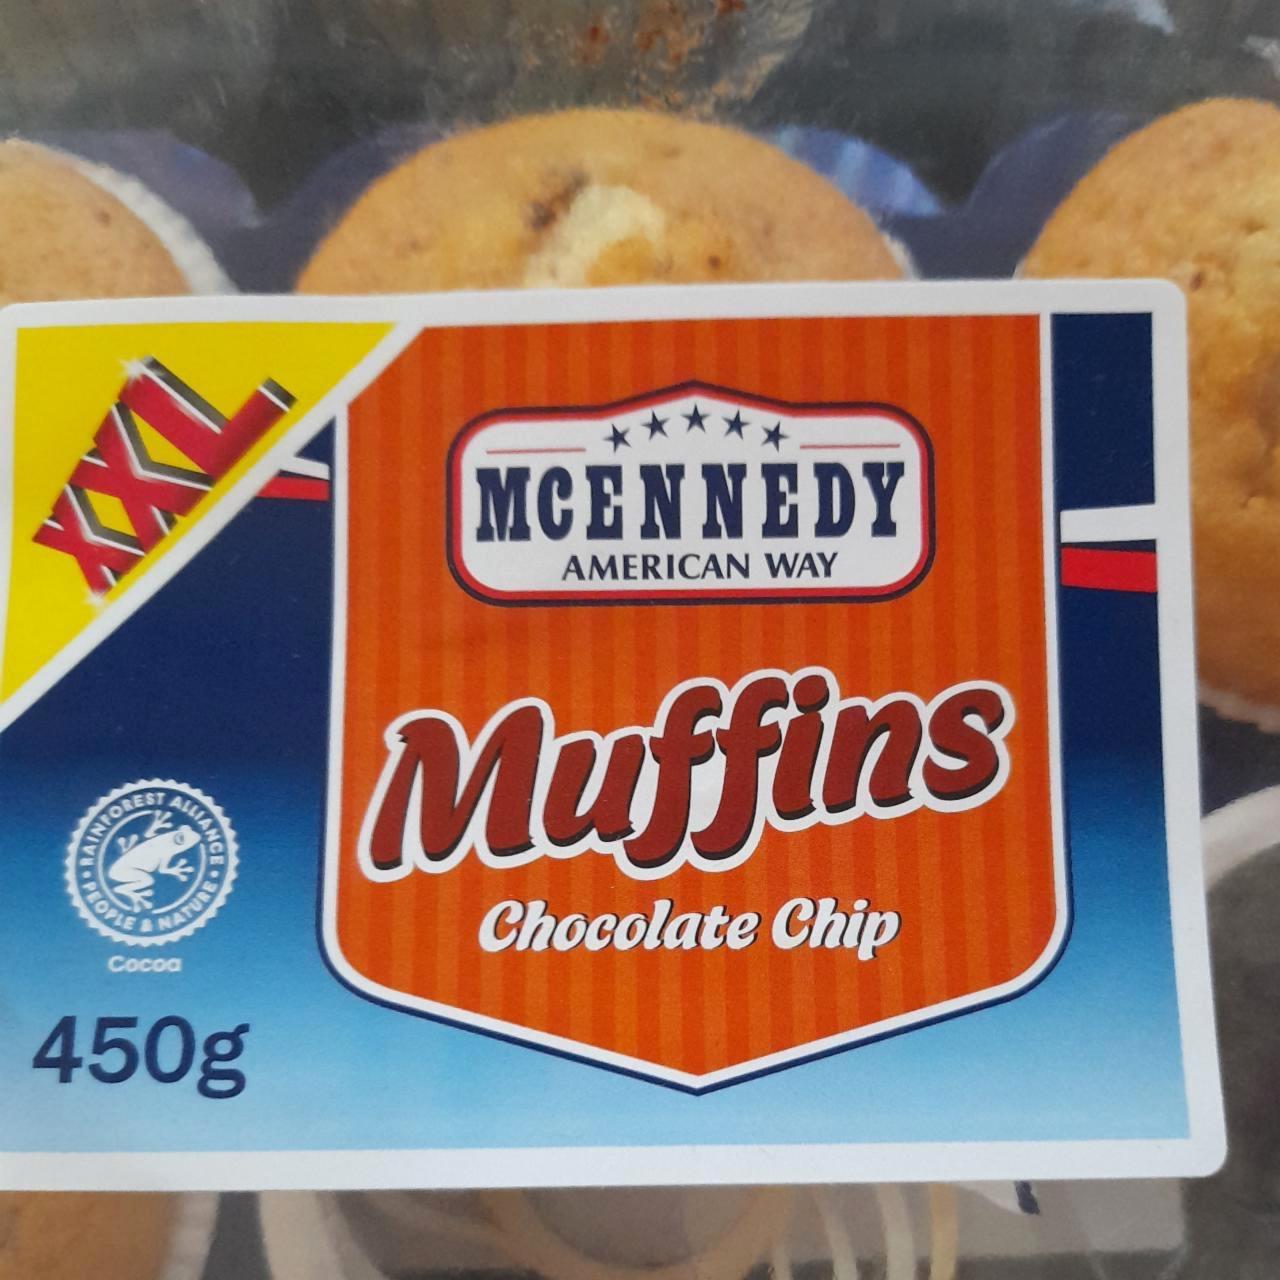 XXL
MCENNEDY
AMERICAN WAY
Muffins
Chocolate Chip
RAINFOREST ALLIANCE
PEOPLE & NATURE
Cocoa
450g